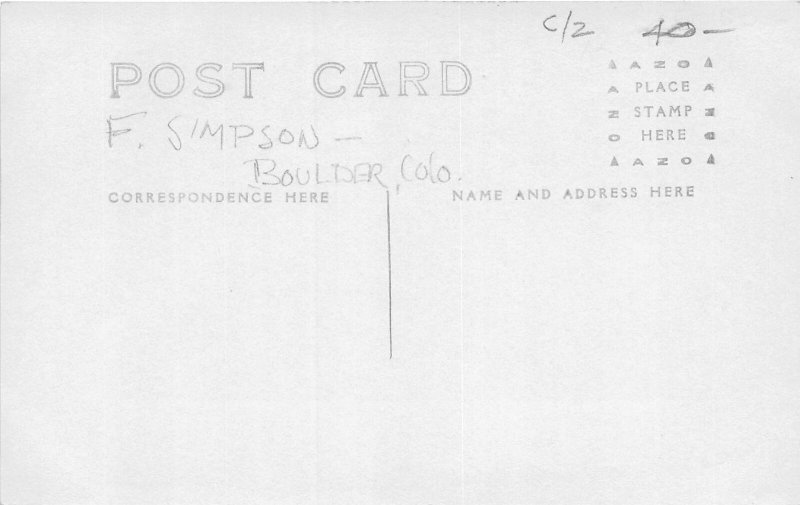 C/2 40-
POST CARD
AZO
A PLACE A
Z STAMP Z
O HERE O
AZO
F. SIMPSON —
BOULDER, COLO.
CORRESPONDENCE HERE
NAME AND ADDRESS HERE